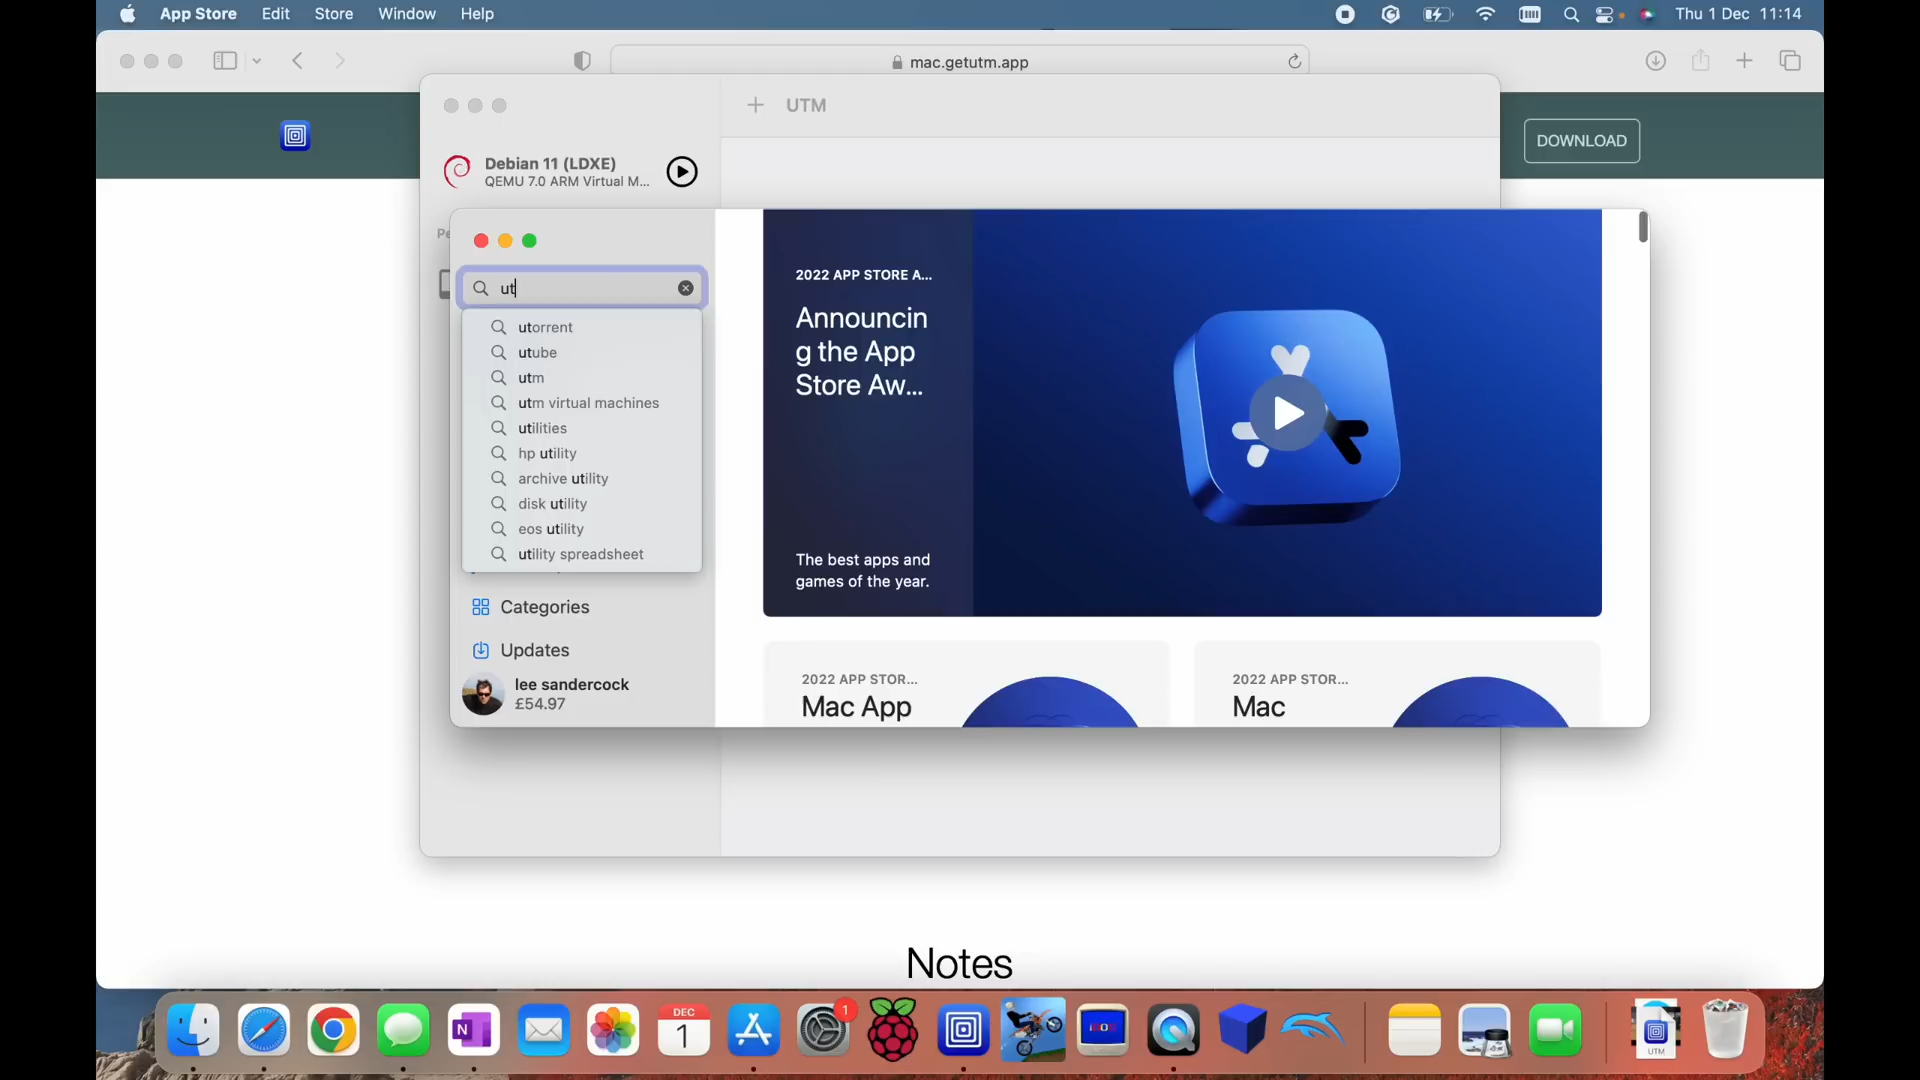 App Store Edit Store Window Help
Thu 1 Dec 11:14
mac.getutm.app
UTM
DOWNLOAD
Debian 11 (LDXE)
QEMU 7.0 ARM Virtual M...
Pe
ut
utorrent
utube
utm
utm virtual machines
utilities
hp utility
archive utility
disk utility
eos utility
utility spreadsheet
Categories
Updates
lee sandercock
£54.97
2022 APP STORE A...
Announcin
g the App
Store Aw...
The best apps and
games of the year.
2022 APP STOR...
Mac App
2022 APP STOR...
Mac
Notes
N
DEC
1
1
UTM